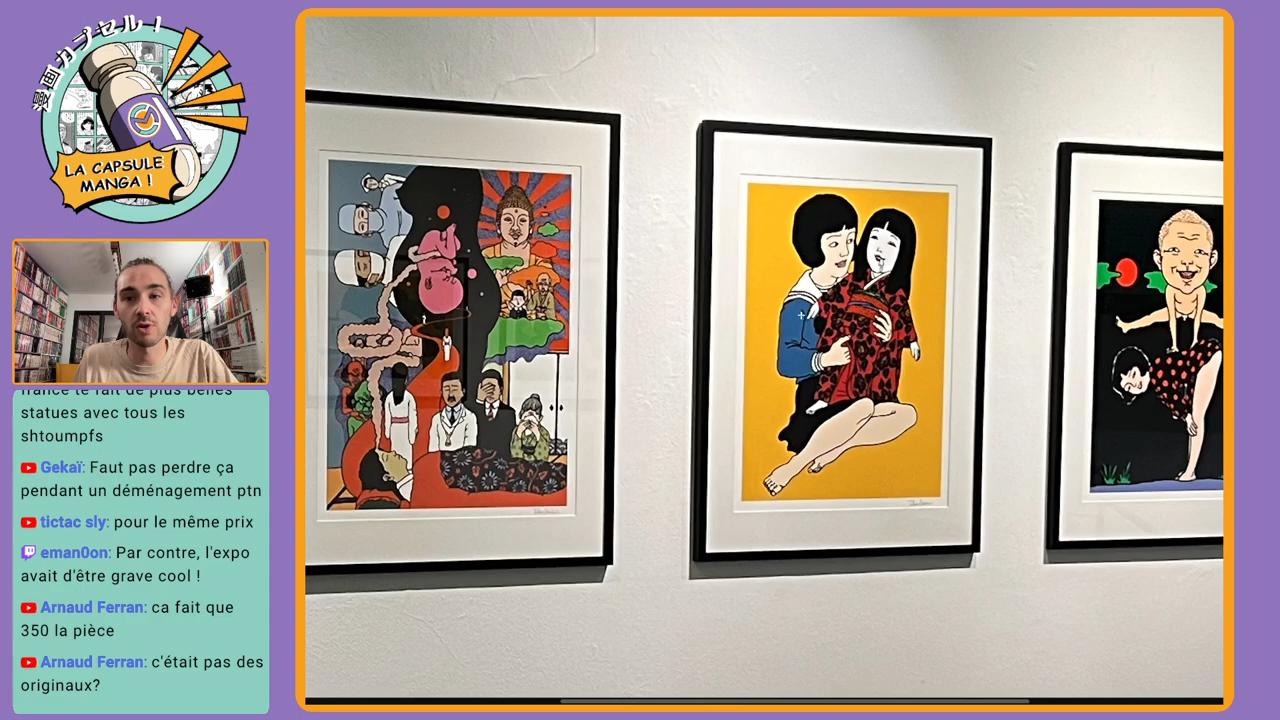 漫画カプセル!
LA CAPSULE
MANGA !
france te fait de plus belles
statues avec tous les
shtoumpfs
Gekaï: Faut pas perdre ça
pendant un déménagement ptn
tictac sly: pour le même prix
eman0on: Par contre, l'expo
avait d'être grave cool !
Arnaud Ferran: ca fait que
350 la pièce
Arnaud Ferran: c'était pas des
originaux?